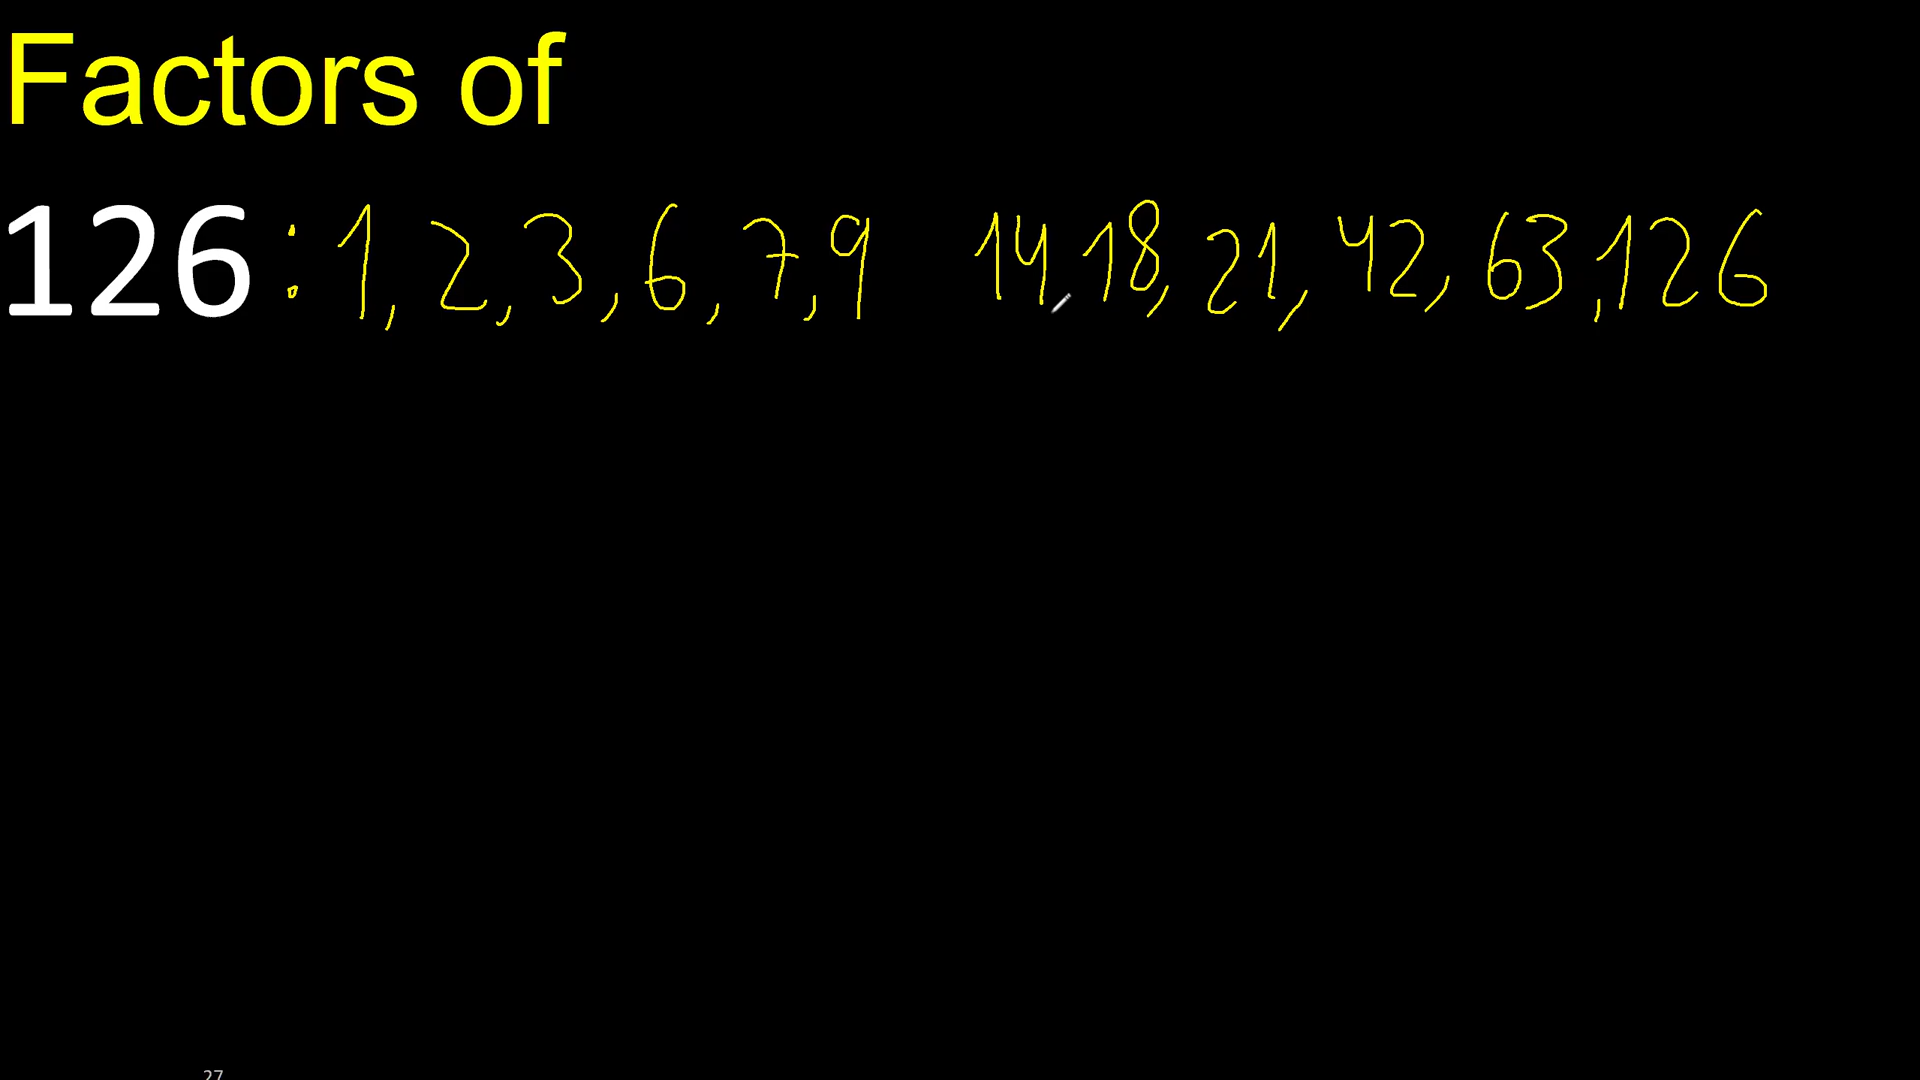 Factors of
126 : 1, 2, 3, 6, 7, 9 14, 18, 21, 42, 63, 126
27